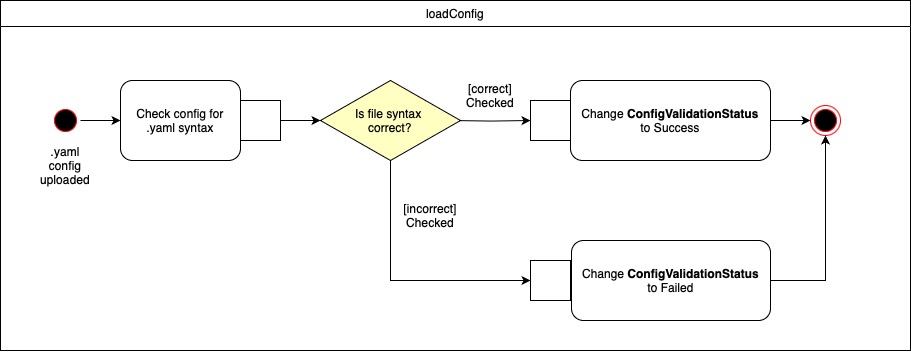 loadConfig
.yaml
config
uploaded
Check config for
.yaml syntax
Is file syntax
correct?
[correct]
Checked
Change ConfigValidationStatus
to Success
[incorrect]
Checked
Change ConfigValidationStatus
to Failed